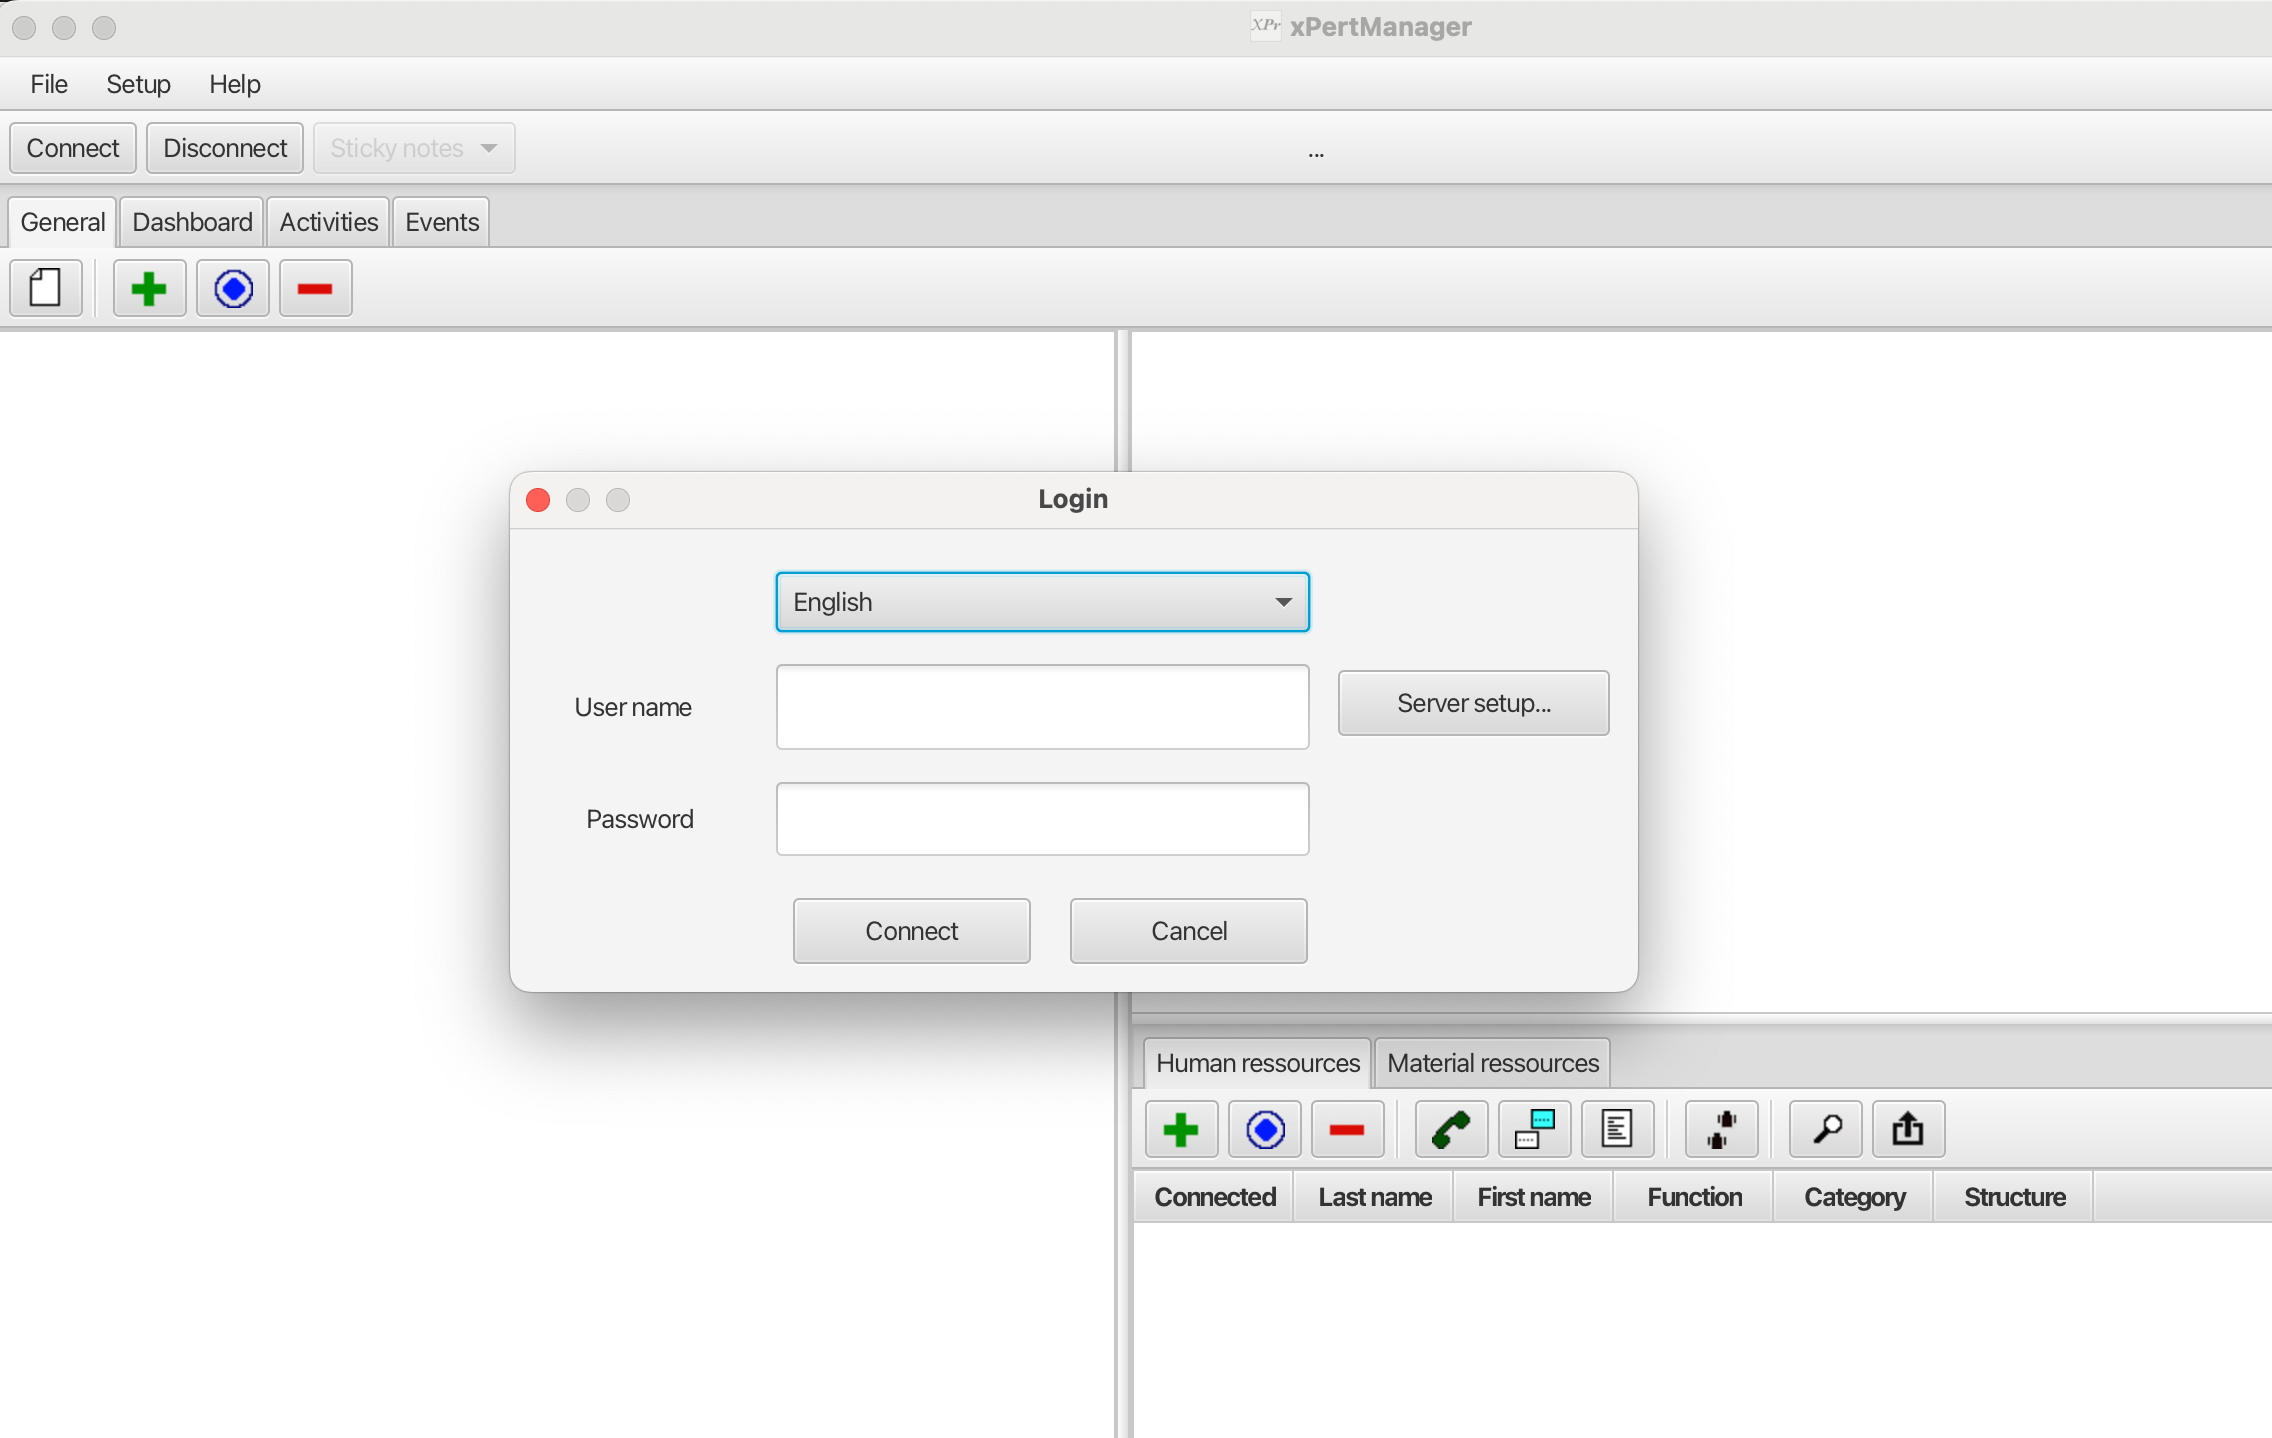 XPr xPertManager
File Setup Help
Connect Disconnect Sticky notes ...
General Dashboard Activities Events
Login
English
User name Server setup...
Password
Connect Cancel
Human ressources Material ressources
Connected Last name First name Function Category Structure